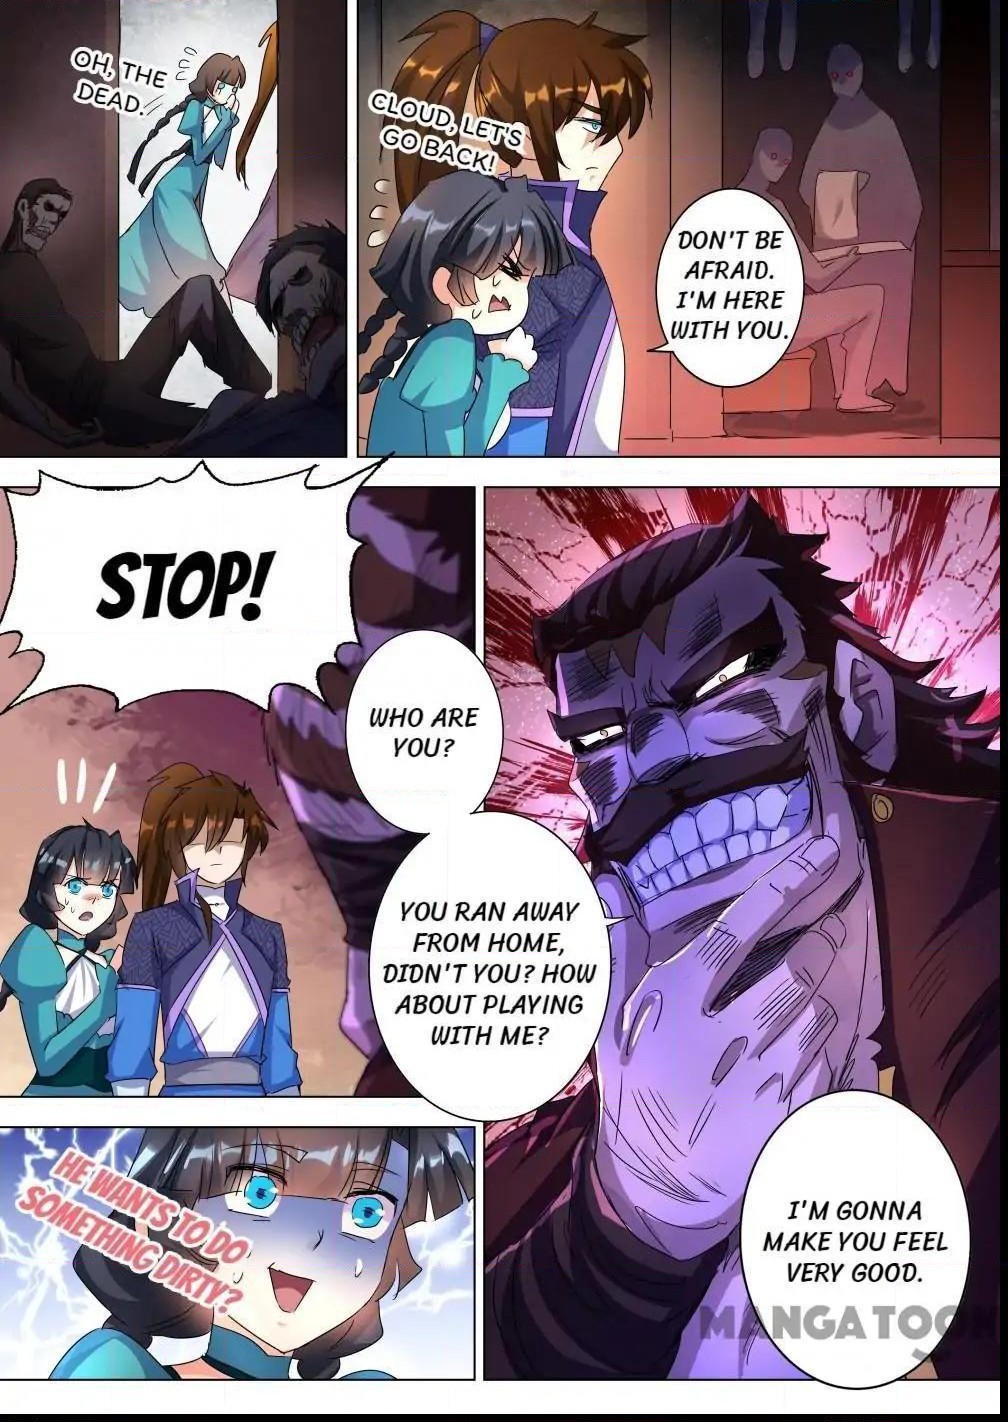 OH, THE
DEAD.
CLOUD, LET'S
GO BACK!
DON'T BE
AFRAID.
I'M HERE
WITH YOU.
STOP!
WHO ARE
YOU?
YOU RAN AWAY
FROM HOME,
DIDN'T YOU? HOW
ABOUT PLAYING
WITH ME?
HE WANTS TO DO
SOMETHING DIRTY?
I'M GONNA
MAKE YOU FEEL
VERY GOOD.
MANGATOON